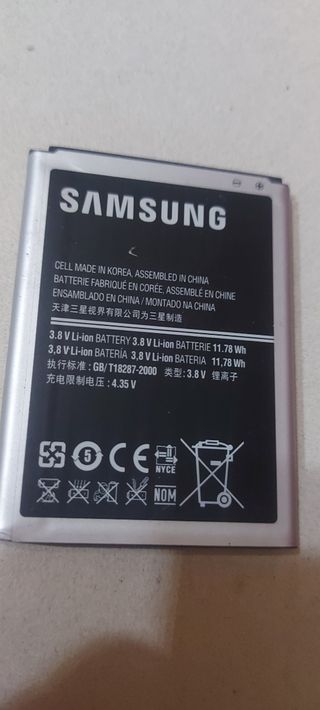 SAMSUNG
CELL MADE IN KOREA, ASSEMBLED IN CHINA
BATTERIE FABRIQUÉ EN CORÉE, ASSEMBLÉ EN CHINE
ENSAMBLADO EN CHINA / MONTADO NA CHINA
天津三星视界有限公司为三星制造
3.8 V Li-ion BATTERY 3.8 V Li-ion BATTERIE 11.78 Wh
3,8 V Li-ion BATERÍA 3,8 V Li-ion BATERIA 11,78 Wh
执行标准 : GB/ T18287-2000 类型: 3.8 V 锂离子
充电限制电压 : 4.35 V
5 CE NYCE
NOM